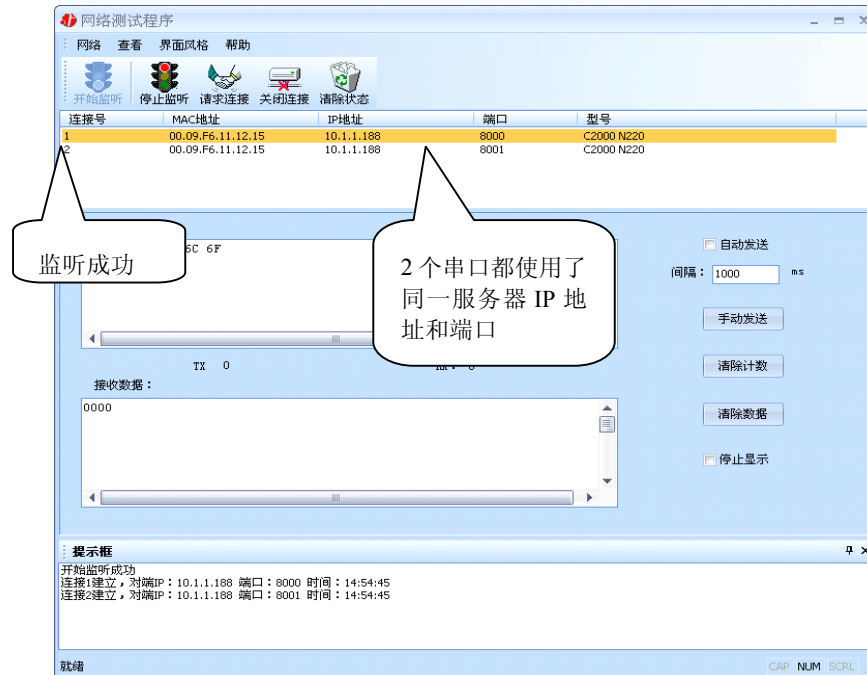 网络测试程序
网络 查看 界面风格 帮助
开始监听 停止监听 请求连接 关闭连接 清除状态
连接号 MAC地址 IP地址 端口 型号
1 00.09.F6.11.12.15 10.1.1.188 8000 C2000 N220
2 00.09.F6.11.12.15 10.1.1.188 8001 C2000 N220
监听成功
6C 6F
2个串口都使用了
同一服务器 IP 地
址和端口
自动发送
间隔： 1000 ms
手动发送
TX 0
清除计数
接收数据：
0000
清除数据
停止显示
提示框
开始监听成功
连接1建立，对端IP：10.1.1.188 端口：8000 时间：14:54:45
连接2建立，对端IP：10.1.1.188 端口：8001 时间：14:54:45
就绪
CAP NUM SCRL